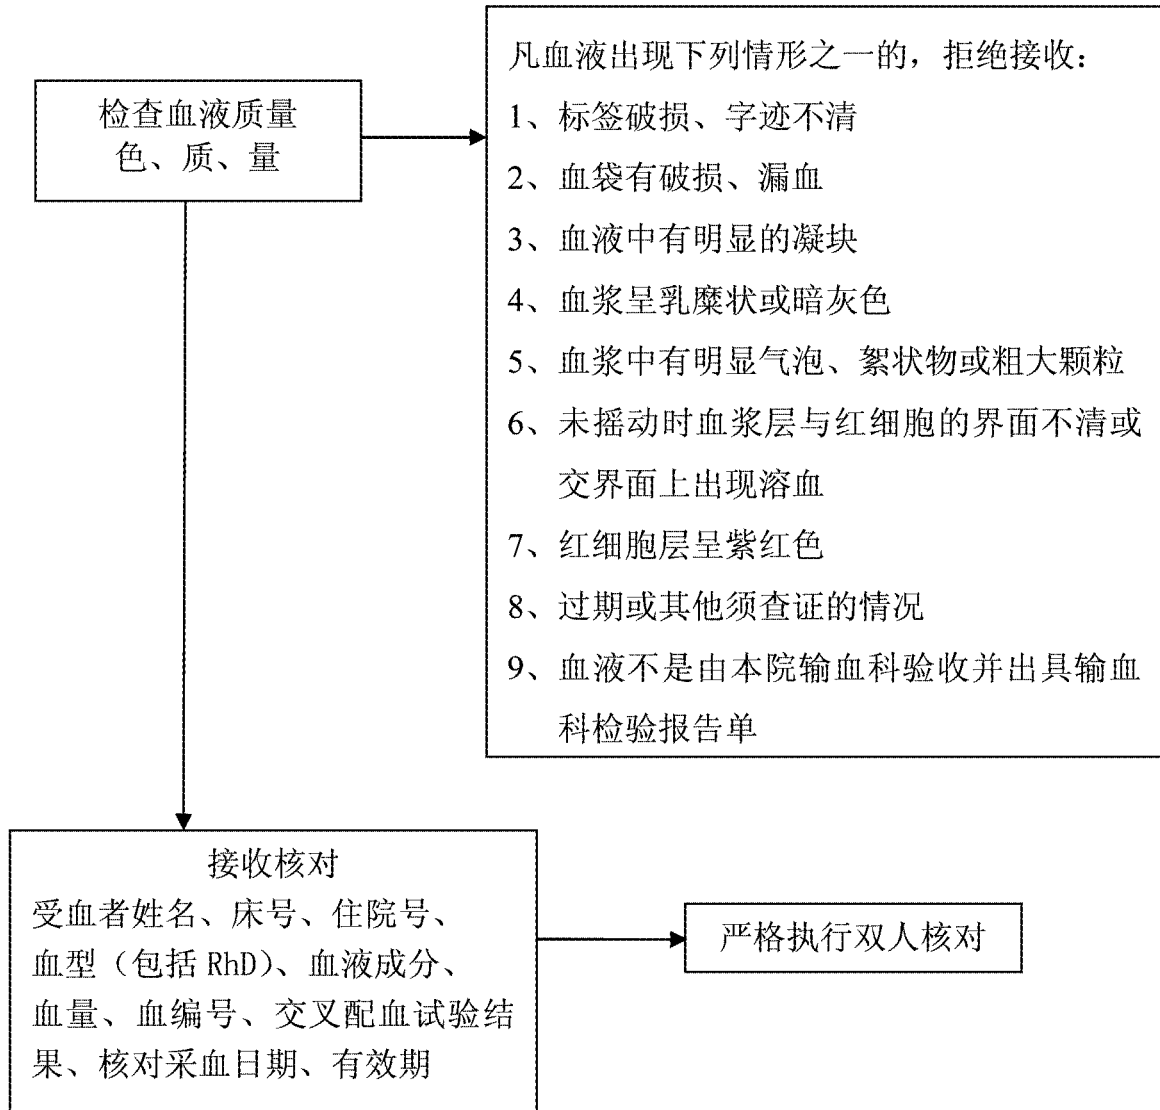 检查血液质量
色、质、量
凡血液出现下列情形之一的，拒绝接收：
1、标签破损、字迹不清
2、血袋有破损、漏血
3、血液中有明显的凝块
4、血浆呈乳糜状或暗灰色
5、血浆中有明显气泡、絮状物或粗大颗粒
6、未摇动时血浆层与红细胞的界面不清或
交界面上出现溶血
7、红细胞层呈紫红色
8、过期或其他须查证的情况
9、血液不是由本院输血科验收并出具输血
科检验报告单
接收核对
受血者姓名、床号、住院号、
血型（包括 RhD）、血液成分、
血量、血编号、交叉配血试验结
果、核对采血日期、有效期
严格执行双人核对